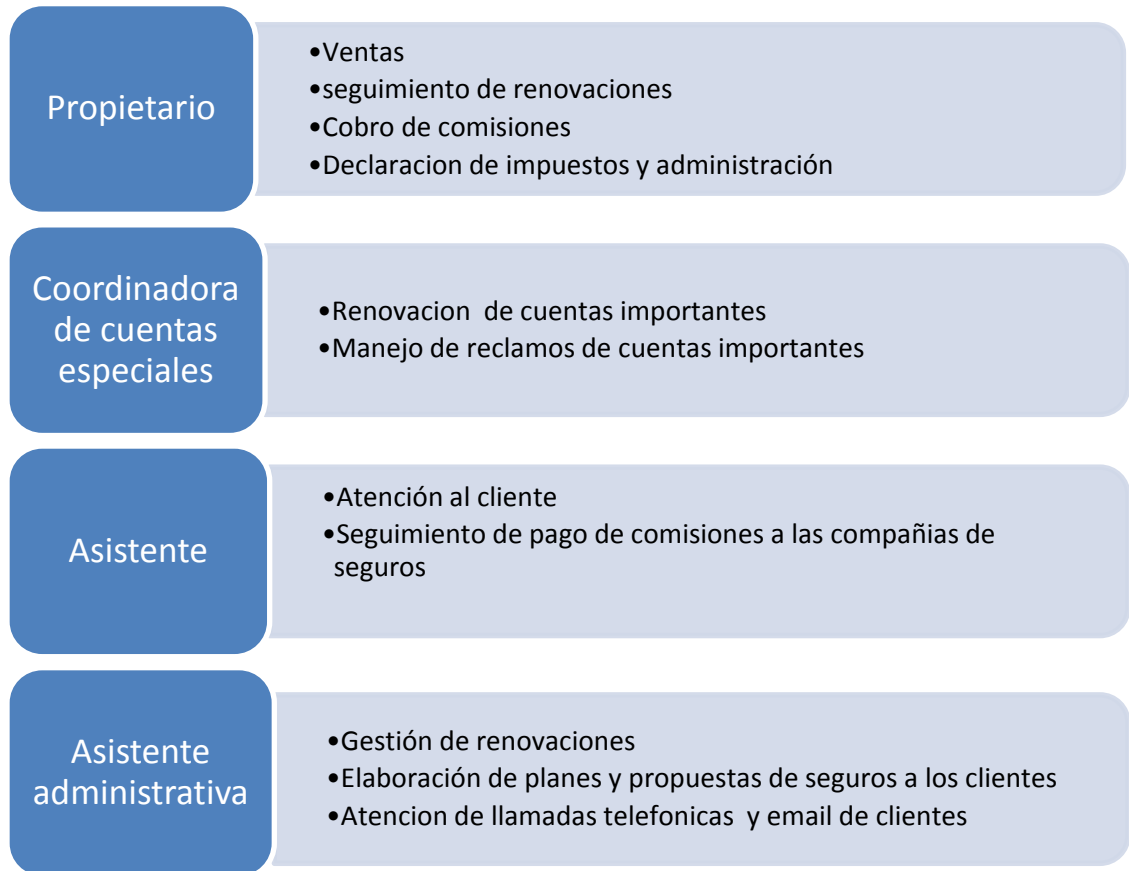 Propietario
•Ventas
•seguimiento de renovaciones
•Cobro de comisiones
•Declaracion de impuestos y administración
Coordinadora
de cuentas
especiales
•Renovacion  de cuentas importantes
•Manejo de reclamos de cuentas importantes
Asistente
•Atención al cliente
•Seguimiento de pago de comisiones a las compañias de
seguros
Asistente
administrativa
•Gestión de renovaciones
•Elaboración de planes y propuestas de seguros a los clientes
•Atencion de llamadas telefonicas  y email de clientes